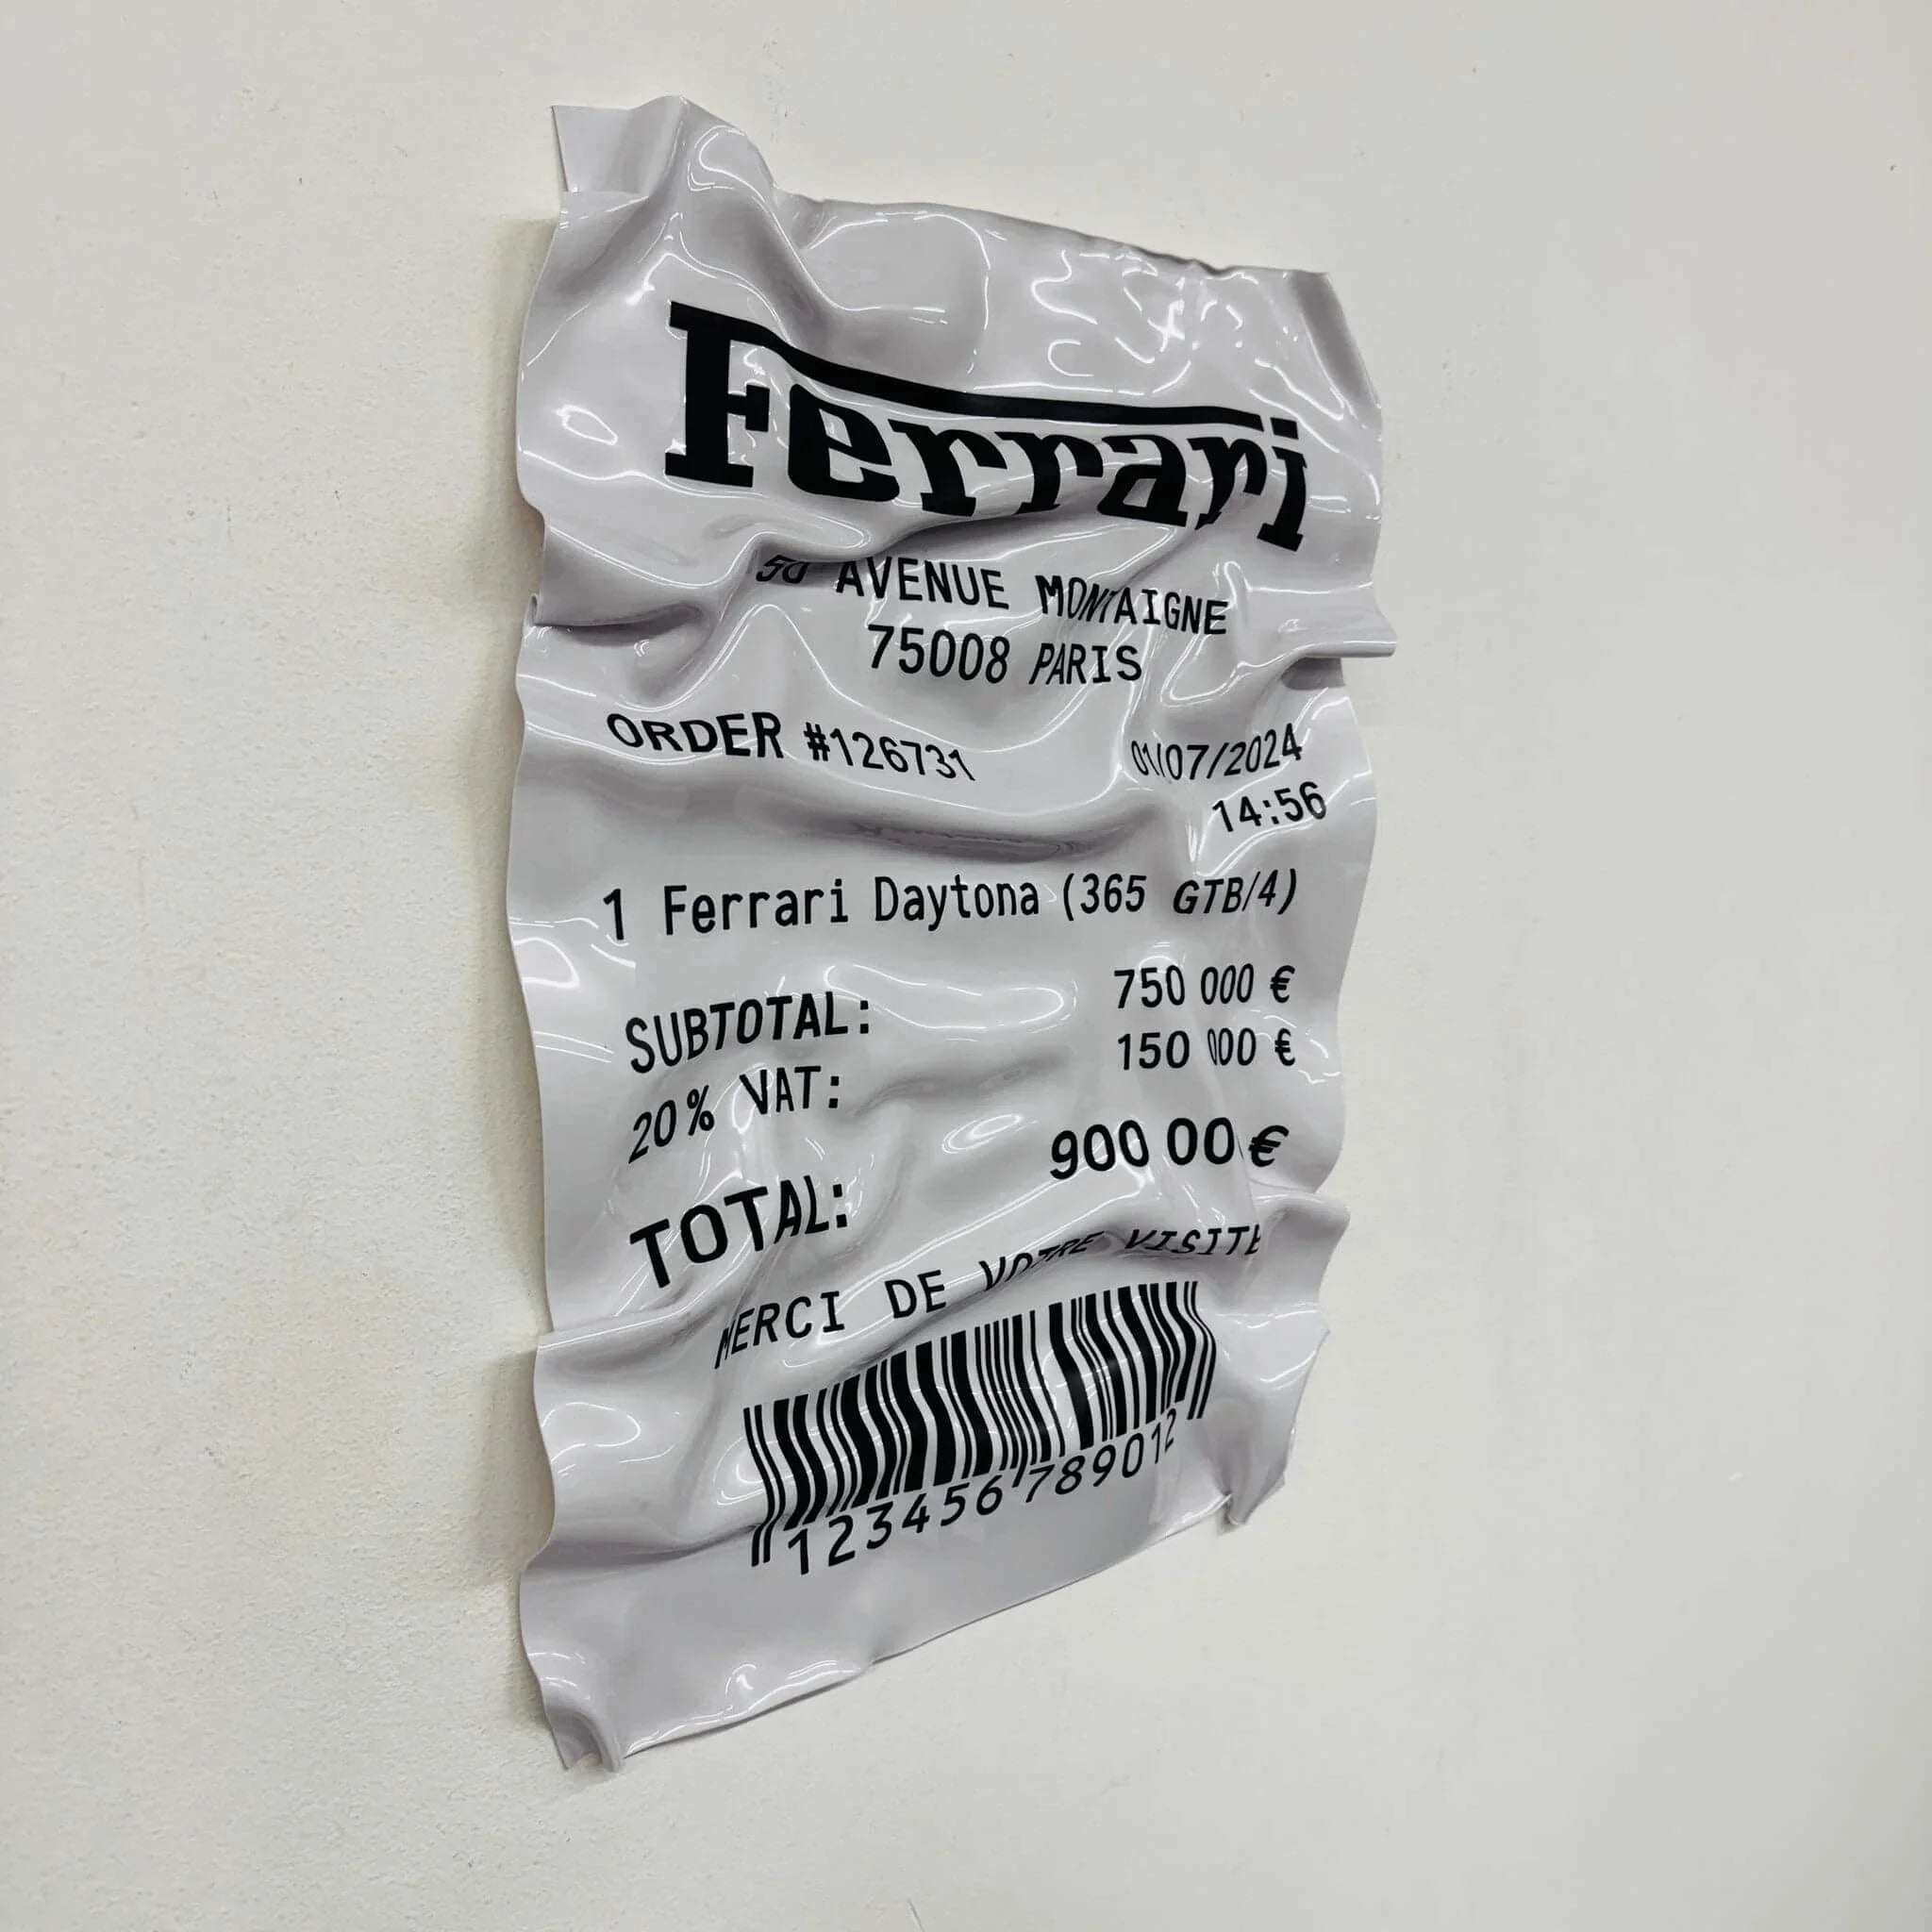 Ferrari
50 AVENUE MONTAIGNE
75008 PARIS
ORDER #126731 01/07/2024
14:56
1 Ferrari Daytona (365 GTB/4)
750 000 €
SUBTOTAL: 150 000 €
20% VAT:
900 00 €
TOTAL:
MERCI DE VOTRE VISITE
123456789012